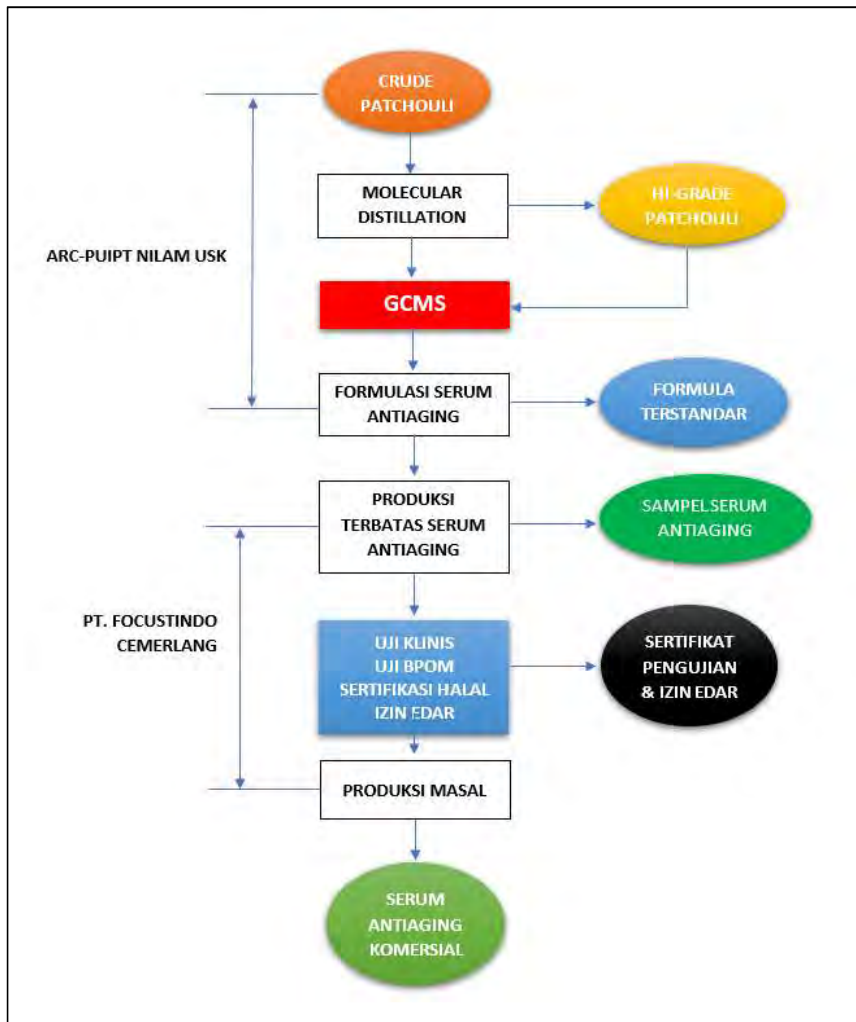 CRUDE
PATCHOULI
MOLECULAR
DISTILLATION
HI-GRADE
PATCHOULI
ARC-PUIPT NILAM USK
GCMS
FORMULASI SERUM
ANTIAGING
FORMULA
TERSTANDAR
PRODUKSI
TERBATAS SERUM
ANTIAGING
SAMPEL SERUM
ANTIAGING
PT. FOCUSTINDO
CEMERLANG
UJI KLINIS
UJI BPOM
SERTIFIKASI HALAL
IZIN EDAR
SERTIFIKAT
PENGUJIAN
& IZIN EDAR
PRODUKSI MASAL
SERUM
ANTIAGING
KOMERSIAL